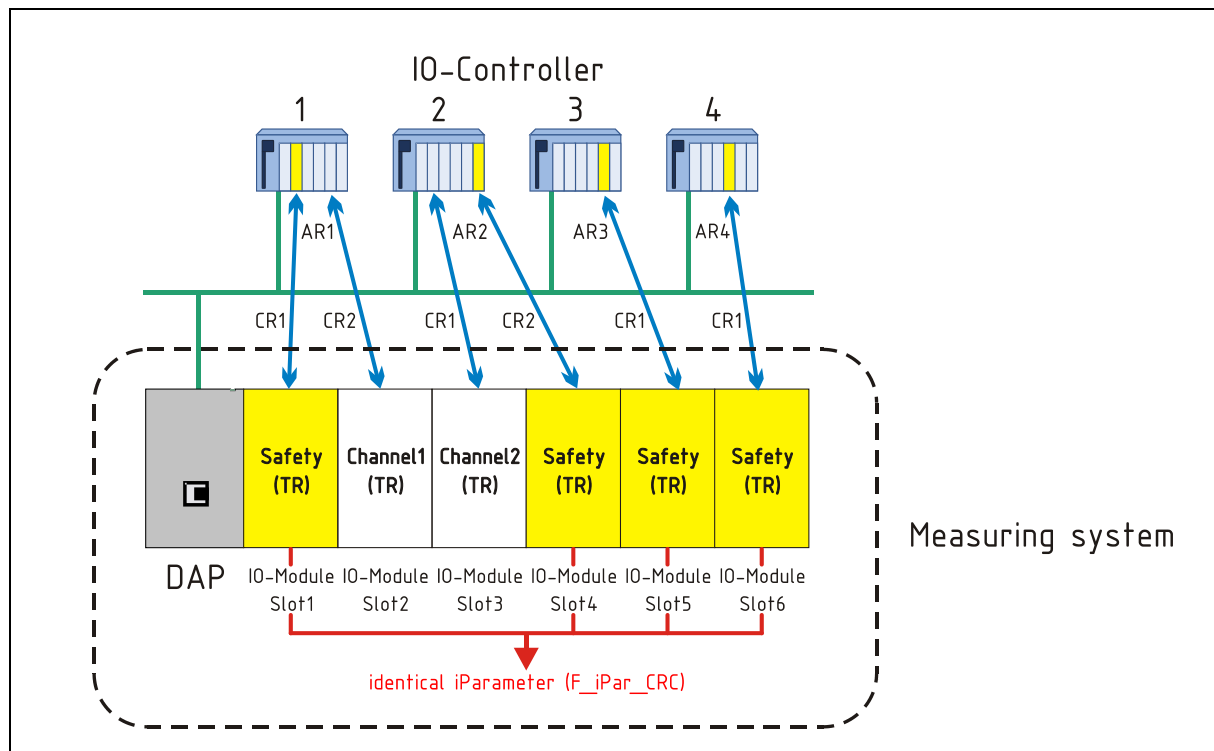 IO-Controller
1 2 3 4
AR1 AR2 AR3 AR4
CR1 CR2 CR1 CR2 CR1 CR1
Safety Channel1 Channel2 Safety Safety Safety
(TR) (TR) (TR) (TR) (TR) (TR)
Measuring system
DAP IO-Module IO-Module IO-Module IO-Module IO-Module IO-Module
Slot1 Slot2 Slot3 Slot4 Slot5 Slot6
identical iParameter (F_iPar_CRC)